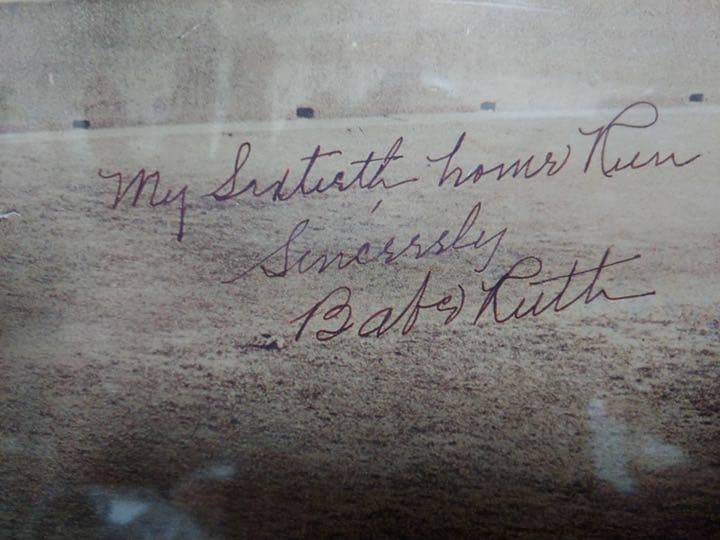 My Sixtieth home Run
Sincerely
Babe Ruth